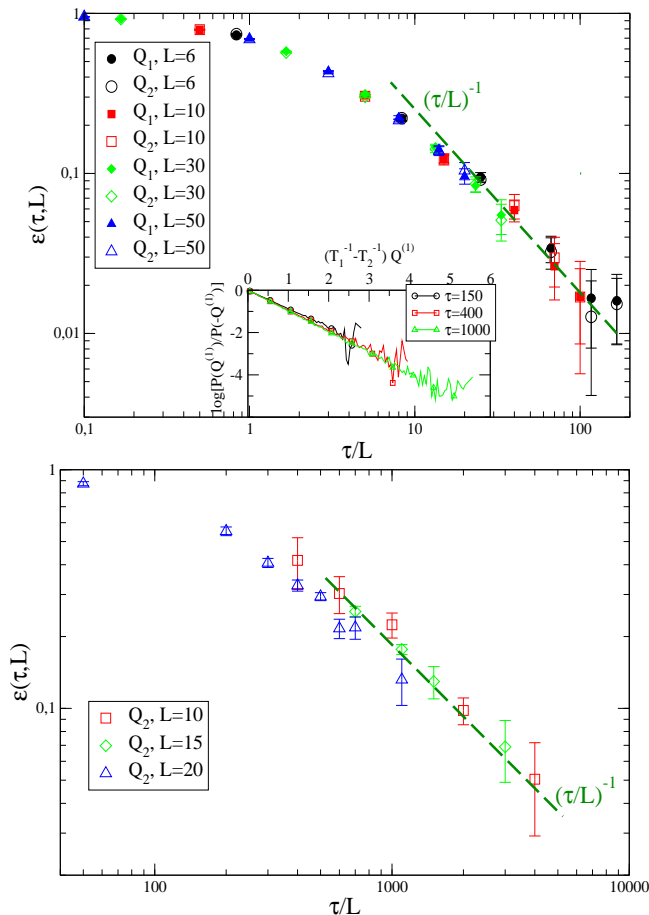 1
0,1
0,01
ε(τ,L)
Q1, L=6
Q2, L=6
Q1, L=10
Q2, L=10
Q1, L=30
Q2, L=30
Q1, L=50
Q2, L=50
(τ/L)^-1
(T1^-1-T2^-1) Q^(1)
0 1 2 3 4 5 6
0
-2
-4
log[P(Q^(1))/P(-Q^(1))]
τ=150
τ=400
τ=1000
0,1 1 10 100
τ/L
1
0,1
ε(τ,L)
Q2, L=10
Q2, L=15
Q2, L=20
(τ/L)^-1
100 1000 10000
τ/L